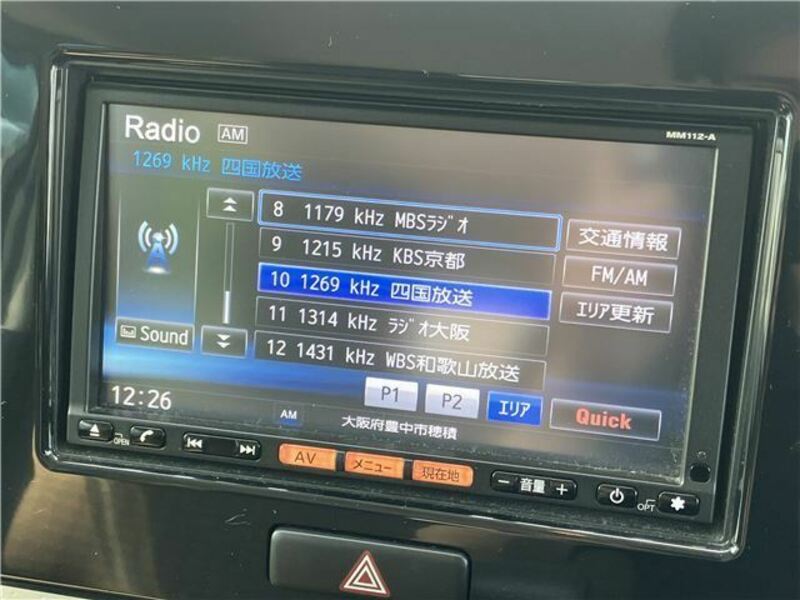 Radio AM
MM112-A
1269 kHz 四国放送
8 1179 kHz MBSラジオ
9 1215 kHz KBS京都
10 1269 kHz 四国放送
11 1314 kHz ラジオ大阪
12 1431 kHz WBS和歌山放送
交通情報
FM/AM
エリア更新
Sound
P1 P2 エリア Quick
12:26
AM 大阪府豊中市穂積
OPEN AV メニュー 現在地 音量 OPT